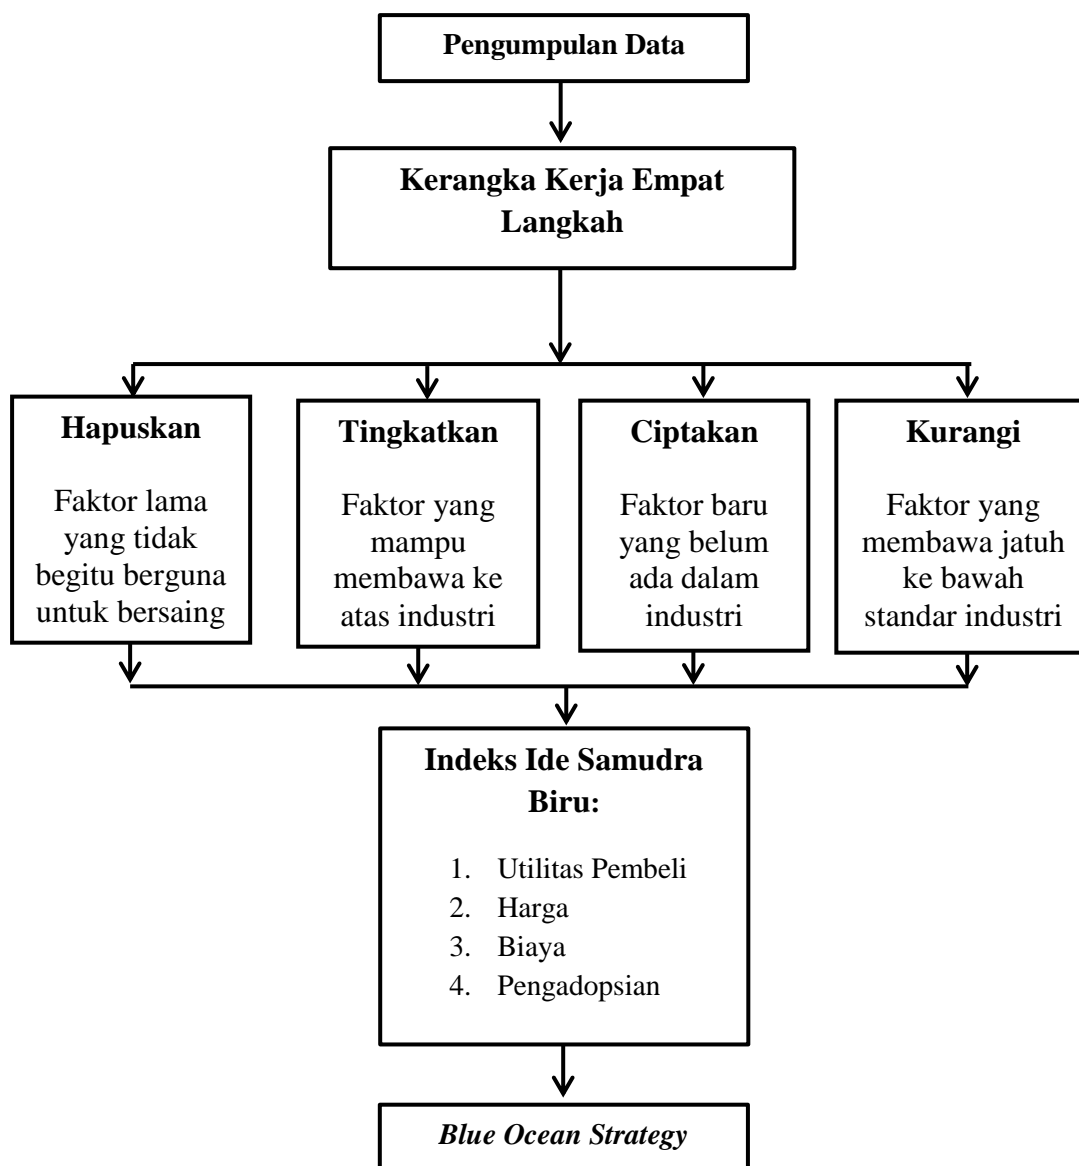 Pengumpulan Data
Kerangka Kerja Empat
Langkah
Hapuskan
Faktor lama
yang tidak
begitu berguna
untuk bersaing
Tingkatkan
Faktor yang
mampu
membawa ke
atas industri
Ciptakan
Faktor baru
yang belum
ada dalam
industri
Kurangi
Faktor yang
membawa jatuh
ke bawah
standar industri
Indeks Ide Samudra
Biru:
1. Utilitas Pembeli
2. Harga
3. Biaya
4. Pengadopsian
Blue Ocean Strategy